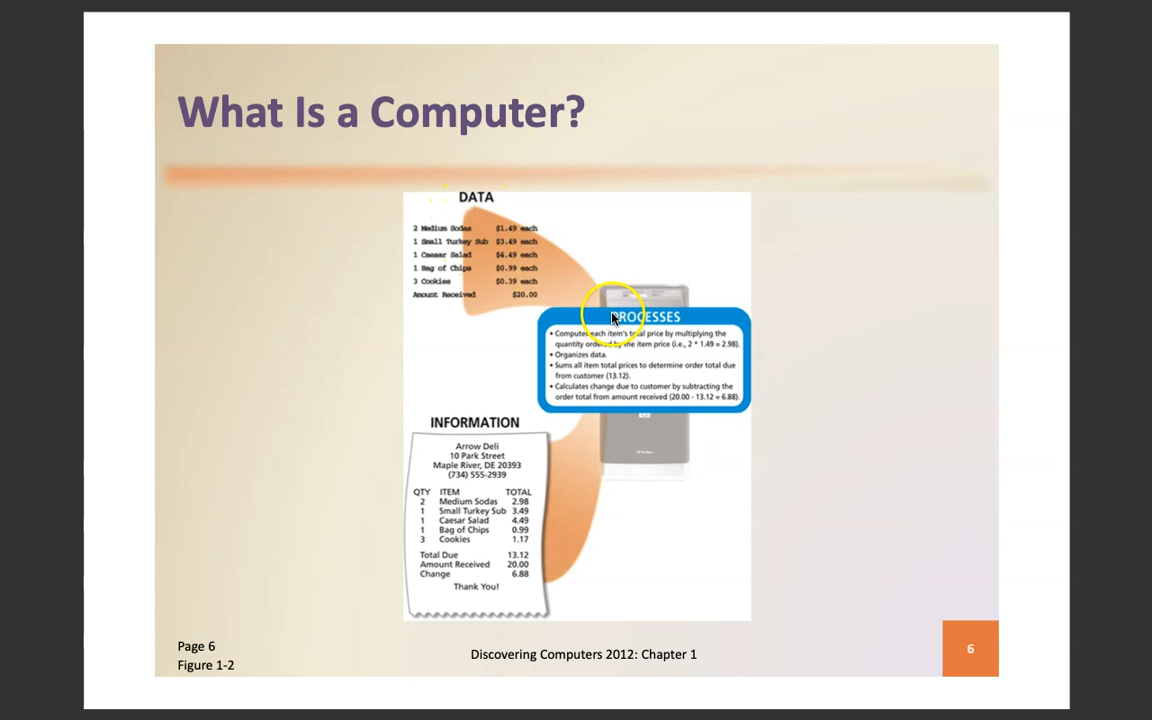 What Is a Computer?
DATA
2 Medium Sodas $1.49 each
1 Small Turkey Sub $3.49 each
1 Caesar Salad $4.49 each
1 Bag of Chips $0.99 each
3 Cookies $0.39 each
Amount Received $20.00
PROCESSES
• Computes each item's total price by multiplying the
quantity ordered by the item price (i.e., 2 * 1.49 = 2.98).
• Organizes data.
• Sums all item total prices to determine order total due
from customer (13.12).
• Calculates change due to customer by subtracting the
order total from amount received (20.00 - 13.12 = 6.88).
INFORMATION
Arrow Deli
10 Park Street
Maple River, DE 20393
(734) 555-2939
QTY ITEM TOTAL
2 Medium Sodas 2.98
1 Small Turkey Sub 3.49
1 Caesar Salad 4.49
1 Bag of Chips 0.99
3 Cookies 1.17
Total Due 13.12
Amount Received 20.00
Change 6.88
Thank You!
Page 6
Figure 1-2
Discovering Computers 2012: Chapter 1
6